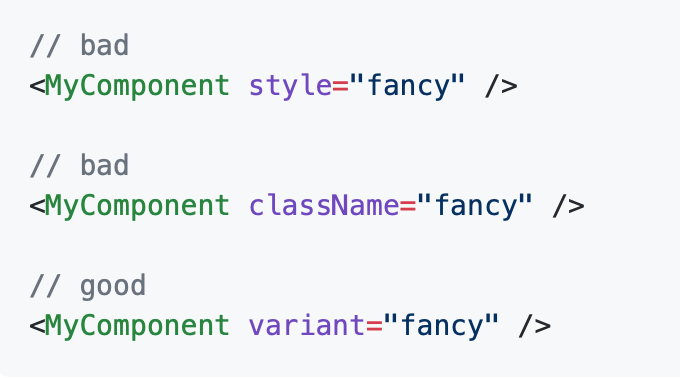 // bad
<MyComponent style="fancy" />
// bad
<MyComponent className="fancy" />
// good
<MyComponent variant="fancy" />